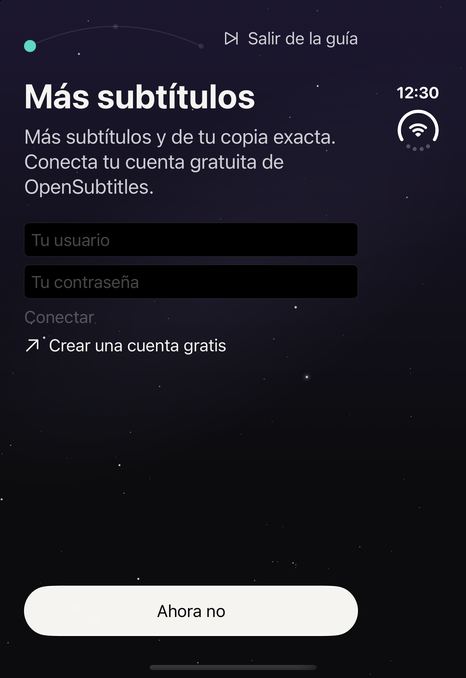 Salir de la guía
Más subtítulos
12:30
Más subtítulos y de tu copia exacta.
Conecta tu cuenta gratuita de
OpenSubtitles.
Tu usuario
Tu contraseña
Conectar
Crear una cuenta gratis
Ahora no